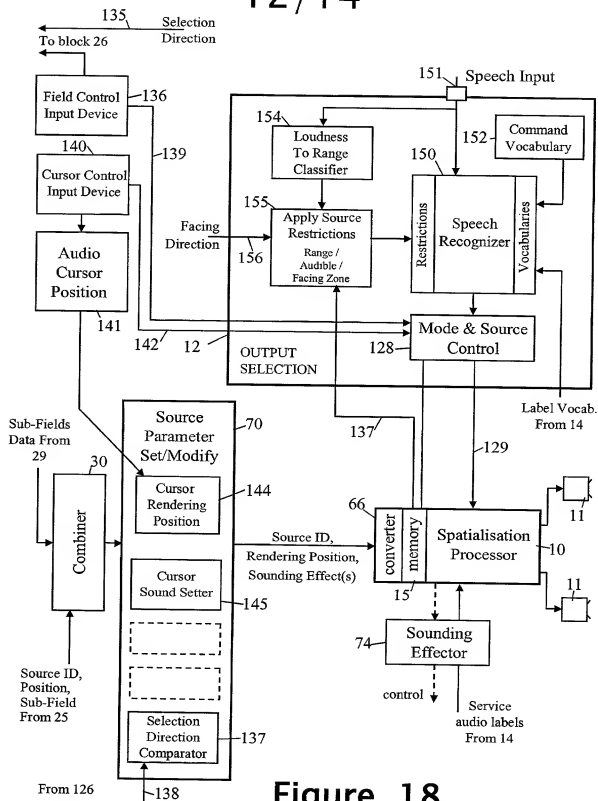 12/14
135
Selection
Direction
To block 26
136
Field Control
Input Device
140
139
Cursor Control
Input Device
Audio
Cursor
Position
141
142
151
Speech Input
154
Loudness
To Range
Classifier
152
Command
Vocabulary
150
155
Apply Source
Restrictions
Range /
Audible /
Facing Zone
Facing
Direction
156
Restrictions
Speech
Recognizer
Vocabularies
12
OUTPUT
SELECTION
128
Mode & Source
Control
Label Vocab.
From 14
137
129
Sub-Fields
Data From
29
30
Combiner
Source
Parameter
Set/Modify
70
Cursor
Rendering
Position
144
Cursor
Sound Setter
145
Selection
Direction
Comparator
137
Source ID,
Position,
Sub-Field
From 25
From 126
138
Source ID,
Rendering Position,
Sounding Effect(s)
66
converter
memory
15
Spatialisation
Processor
10
11
11
74
Sounding
Effector
control
Service
audio labels
From 14
Figure 18